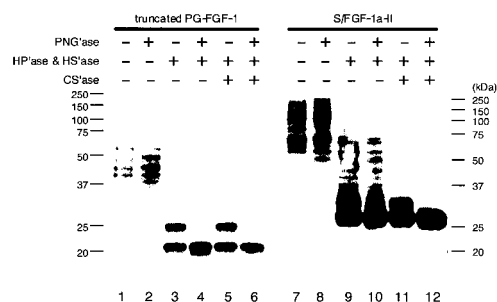 truncated PG-FGF-1 S/FGF-1a-II
PNG'ase − + − + − + − + − + − +
HP'ase & HS'ase − − + + + + − − + + + +
CS'ase − − − − + + − − − − + +
(kDa)
250 250
150 150
100 100
75 75
50 50
37 37
25 25
20 20
1 2 3 4 5 6 7 8 9 10 11 12